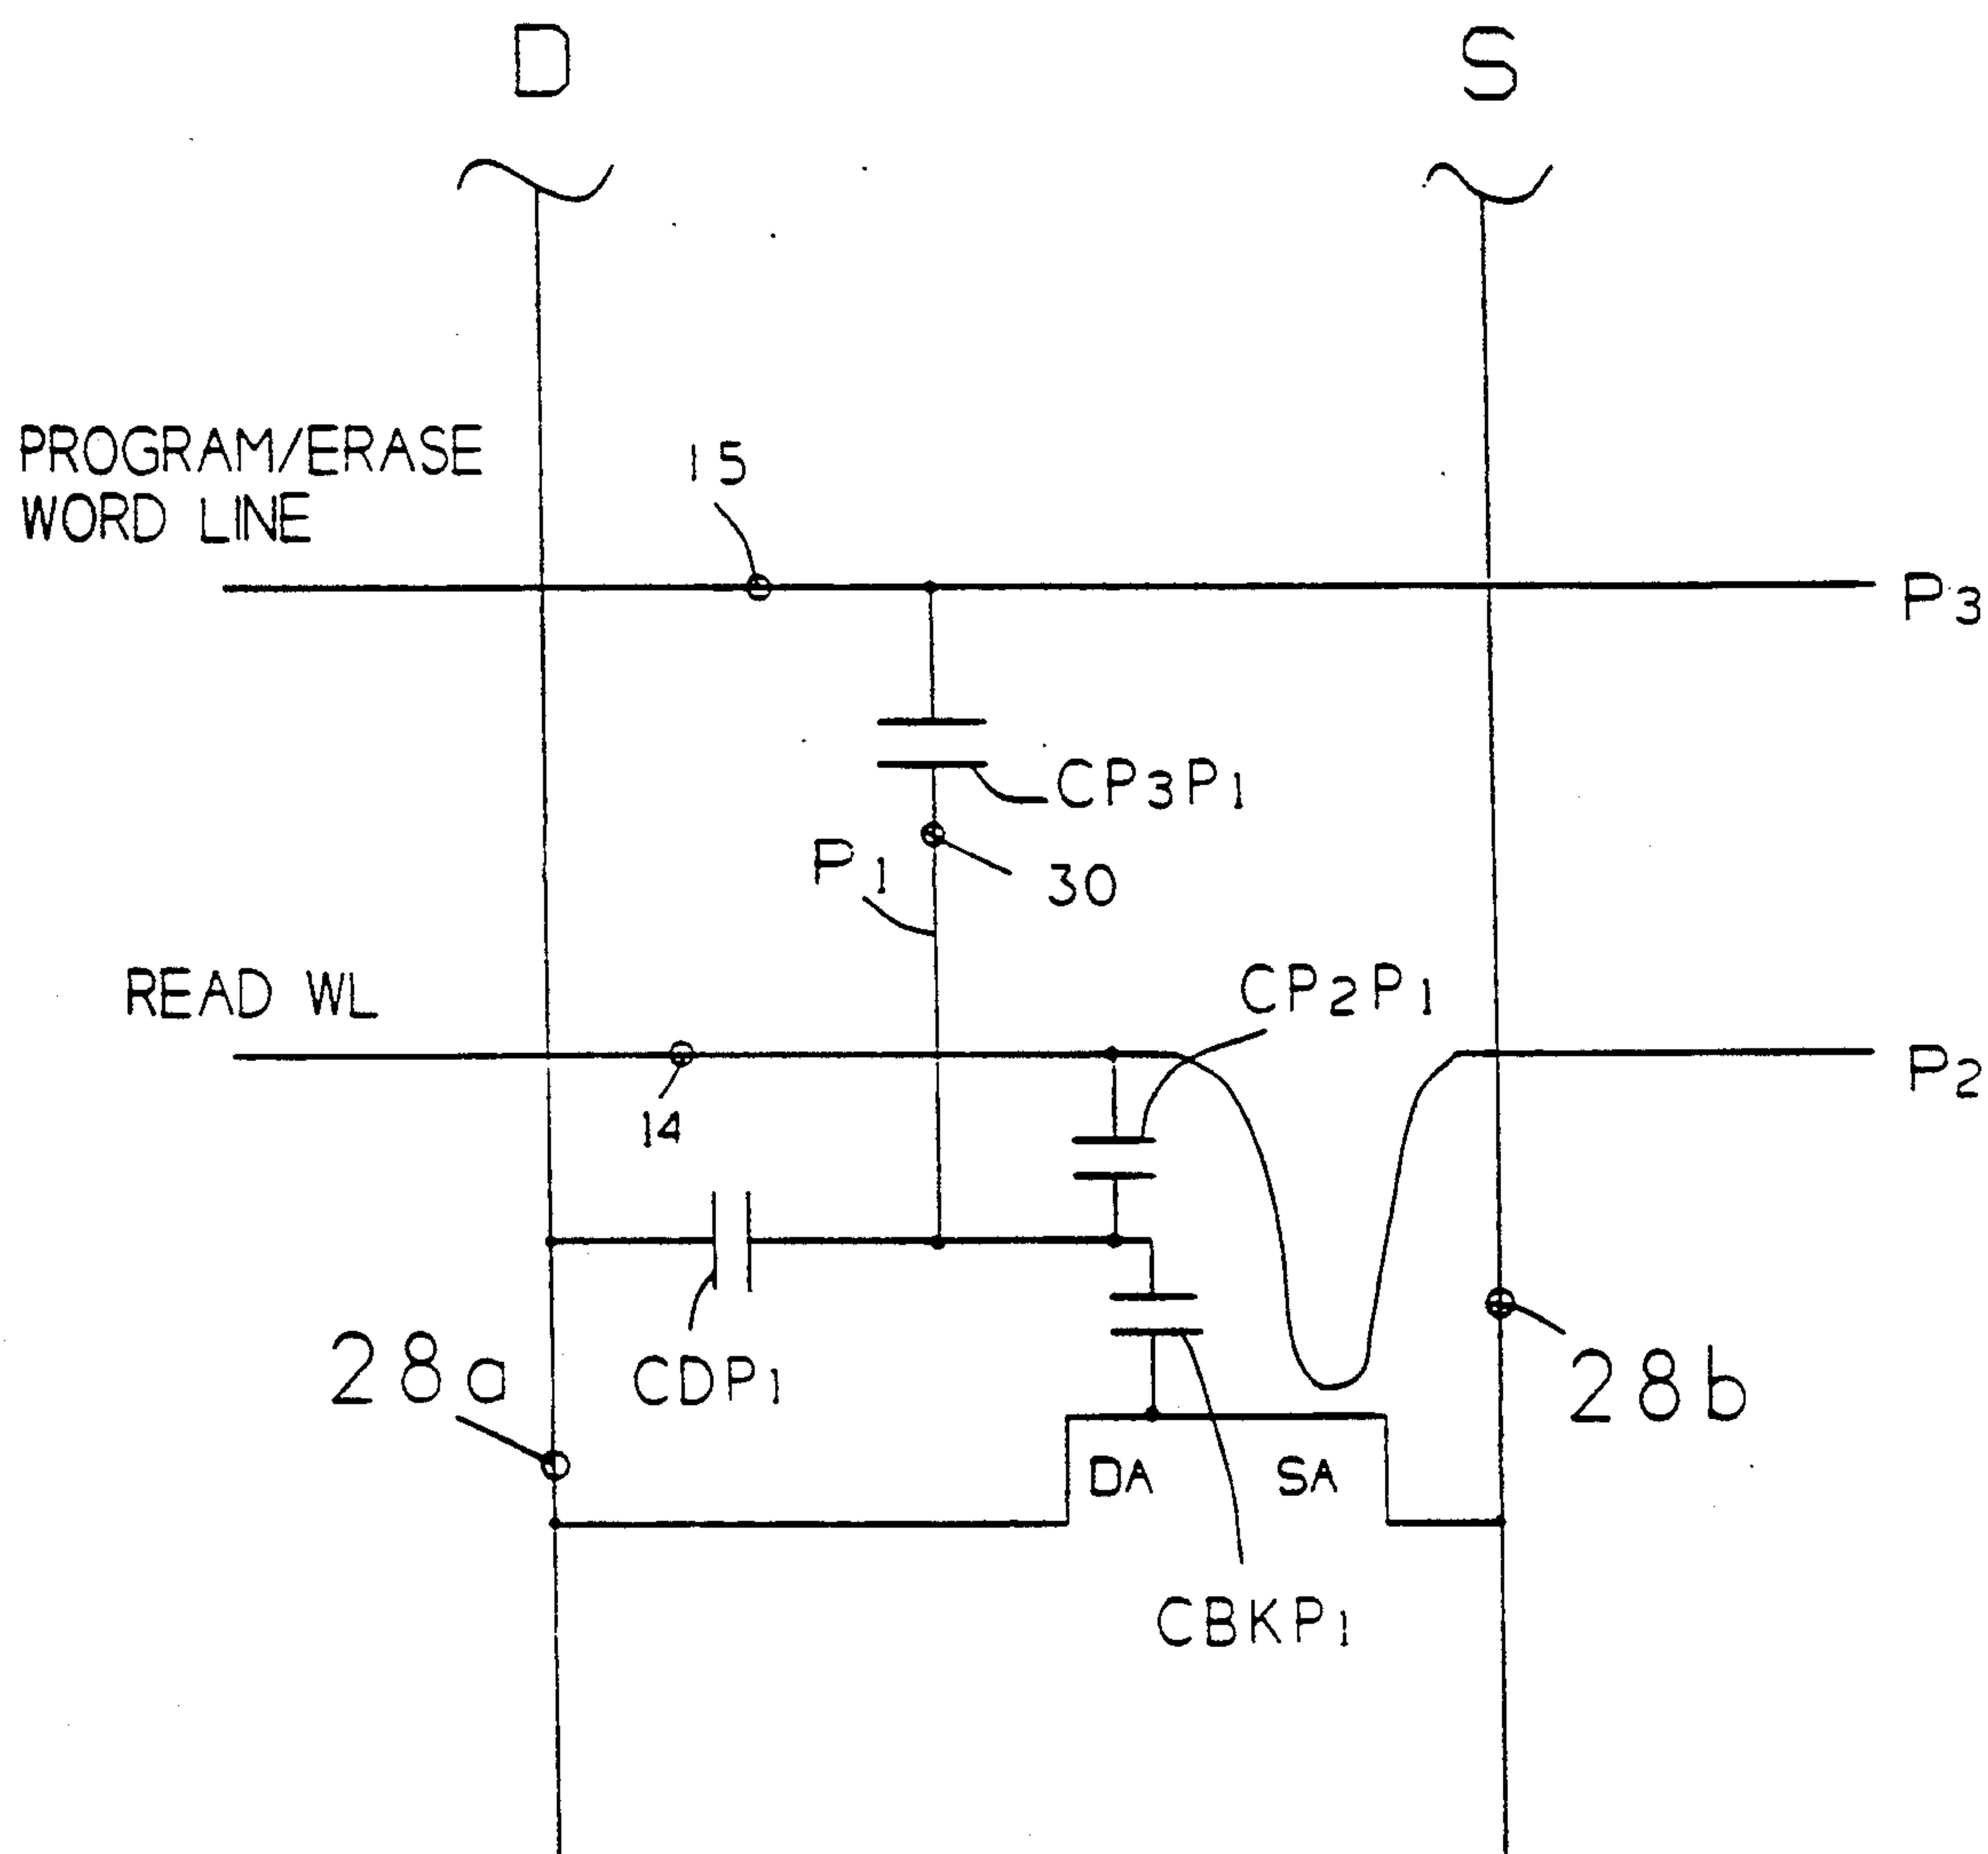 D
S
PROGRAM/ERASE
WORD LINE
15
P3
CP3P1
P1
30
READ WL
CP2P1
P2
14
28a
CDP1
28b
DA
SA
CBKP1